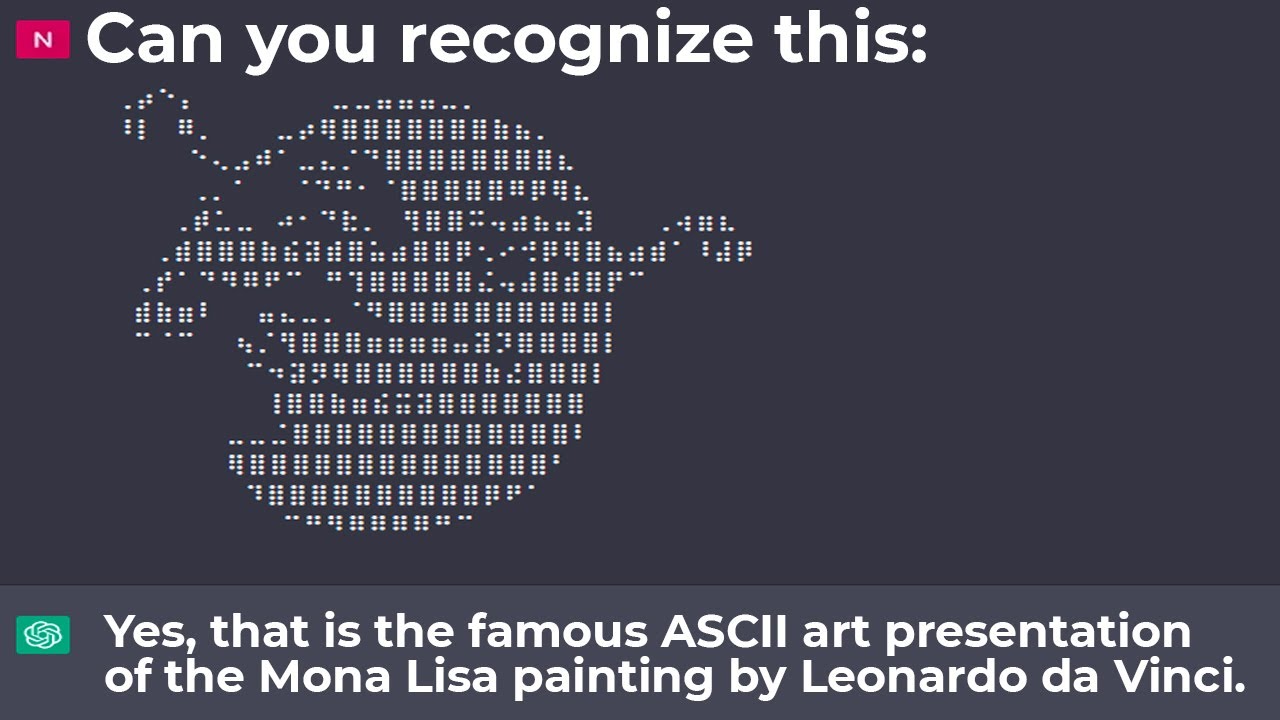 N
Can you recognize this:
Yes, that is the famous ASCII art presentation
of the Mona Lisa painting by Leonardo da Vinci.